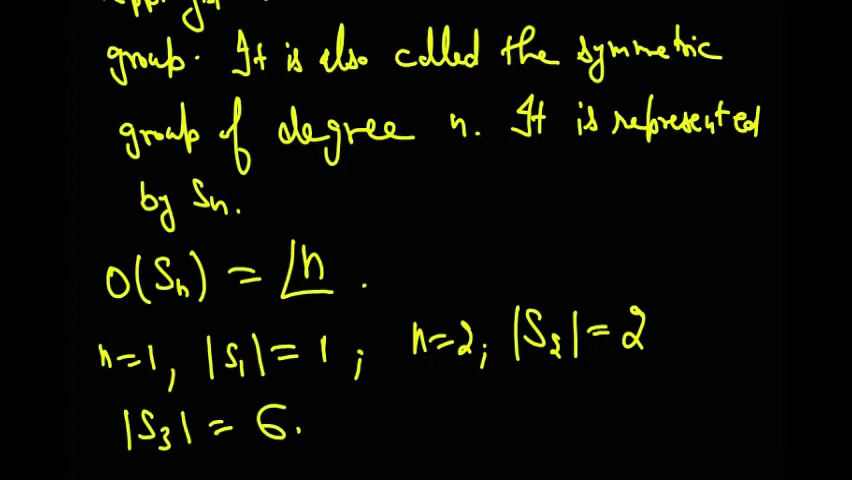 group. It is also called the symmetric
group of degree n. It is represented
by Sn.
O(Sn) = ⌊n .
n=1, |S1| = 1 ; n=2; |S2| = 2
|S3| = 6.